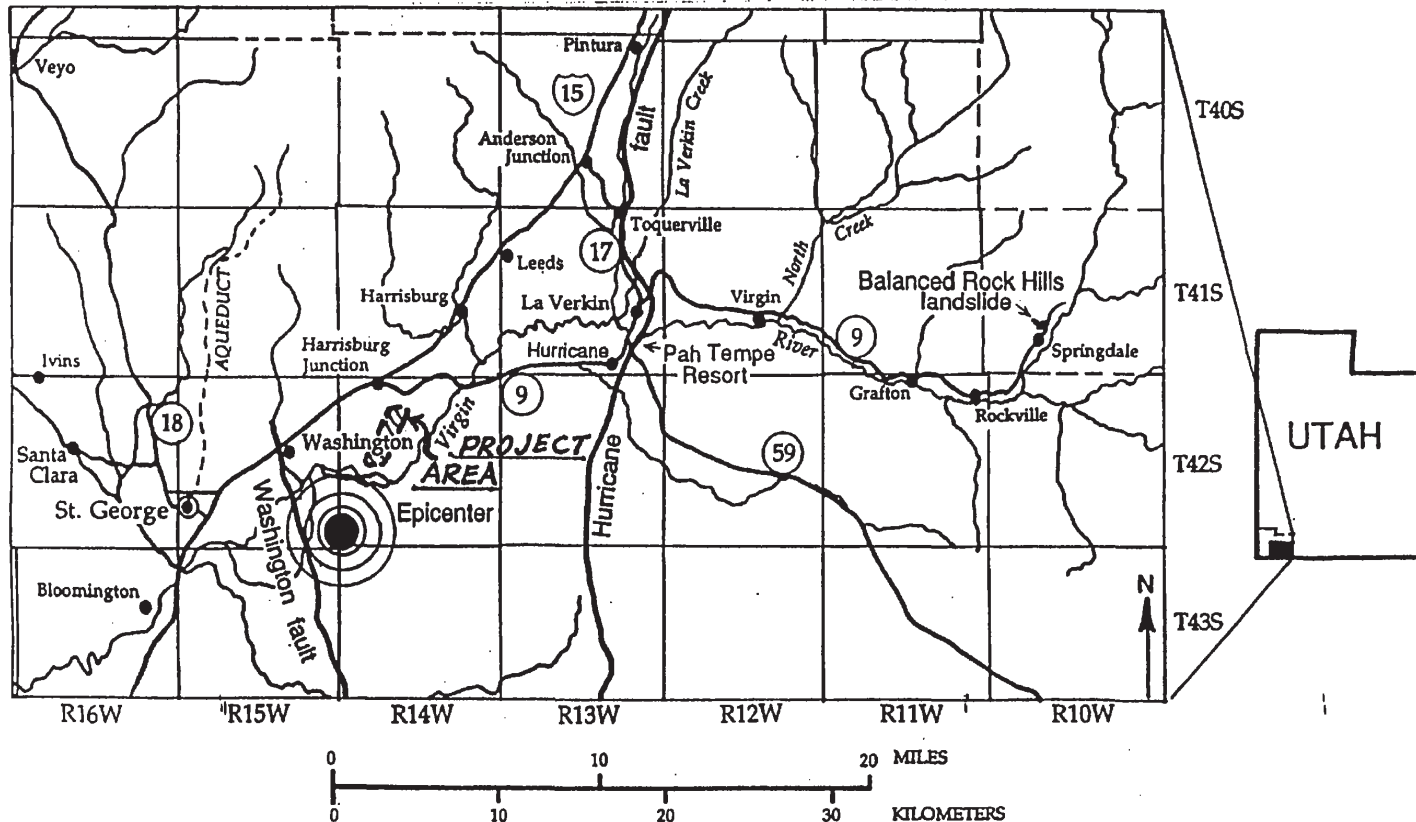 Pintura
Veyo
15
fault
La Verkin Creek
T40S
Anderson
Junction
Toquerville
17
Leeds
North
Creek
Balanced Rock Hills
landslide
T41S
Harrisburg
La Verkin
Virgin
9
AQUEDUCT
Harrisburg
Junction
Hurricane
Pah Tempe
Resort
River
Springdale
Ivins
9
Grafton
Rockville
UTAH
18
Washington
Virgin
PROJECT
AREA
59
Santa
Clara
T42S
St. George
Washington fault
Epicenter
Hurricane
Bloomington
N
T43S
R16W
R15W
R14W
R13W
R12W
R11W
R10W
0 10 20 MILES
0 10 20 30 KILOMETERS